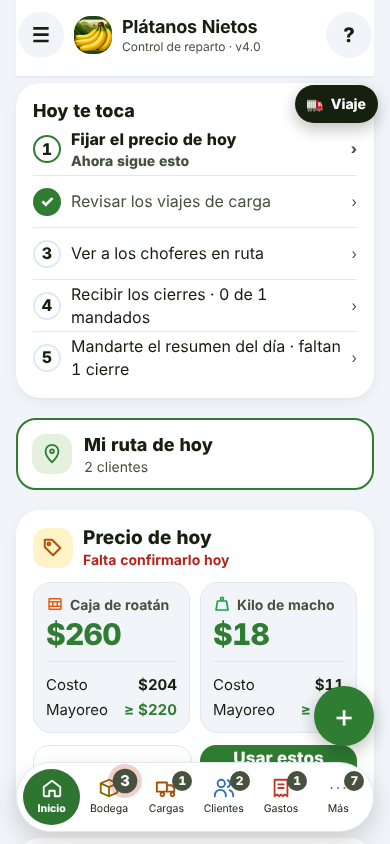 ☰
Plátanos Nietos
Control de reparto · v4.0
?
Hoy te toca
Viaje
1
Fijar el precio de hoy
Ahora sigue esto
›
Revisar los viajes de carga
›
3
Ver a los choferes en ruta
›
4
Recibir los cierres · 0 de 1
mandados
›
5
Mandarte el resumen del día · faltan
1 cierre
›
Mi ruta de hoy
2 clientes
Precio de hoy
Falta confirmarlo hoy
Caja de roatán
$260
Costo $204
Mayoreo ≥ $220
Kilo de macho
$18
Costo $11
Mayoreo ≥
+
Usar estos
Inicio
Bodega 3
Cargas 1
Clientes 2
Gastos 1
Más 7